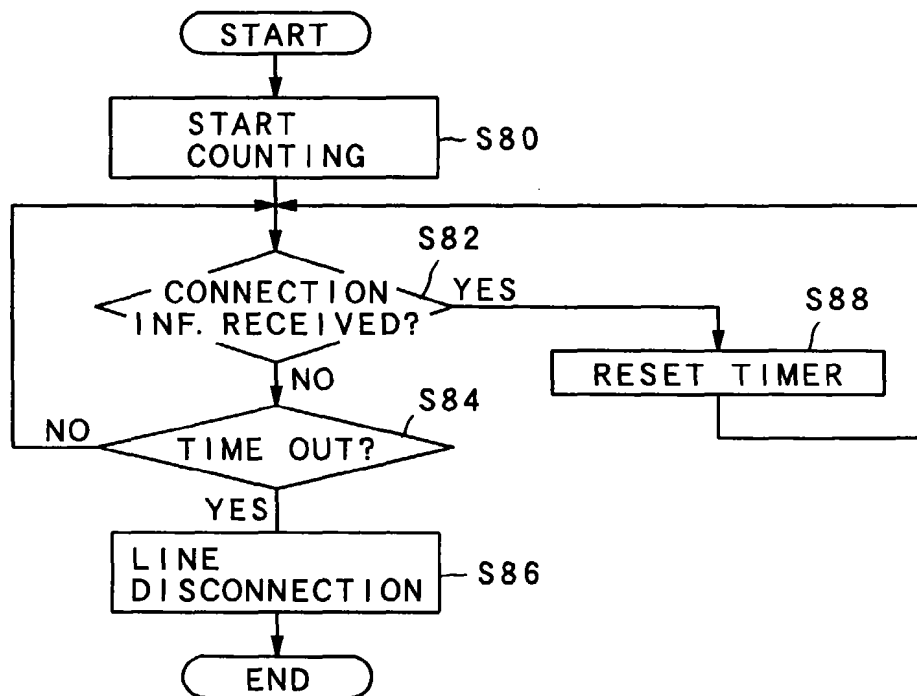 START
START
COUNTING
S80
S82
CONNECTION
INF. RECEIVED?
YES
S88
RESET TIMER
NO
S84
NO
TIME OUT?
YES
LINE
DISCONNECTION
S86
END